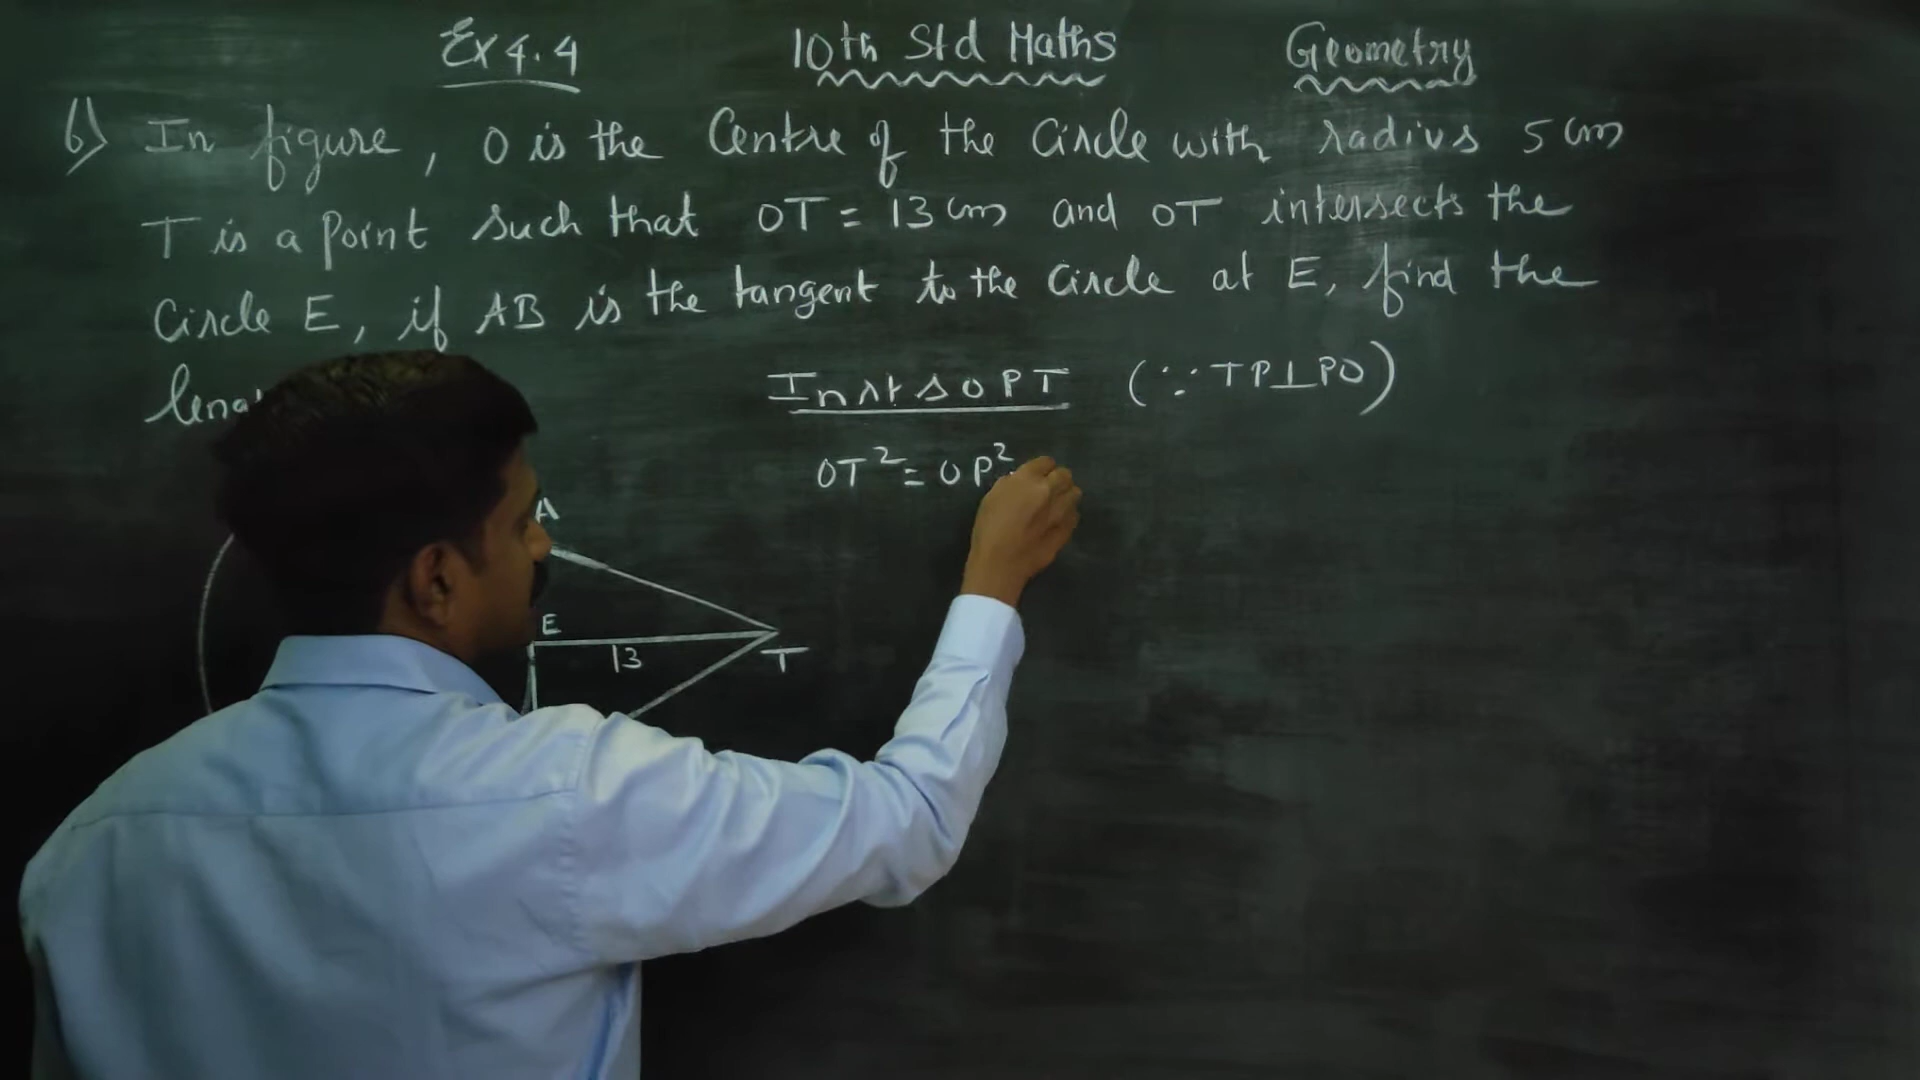 Ex 4.4 10th Std Maths Geometry
6) In figure, O is the Centre of the Circle with radius 5 cm
T is a point such that OT = 13 cm and OT intersects the
Circle E, if AB is the tangent to the Circle at E, find the
In rt Δ OPT (∵ TP⊥PO)
OT² = OP²
A
E
13
T